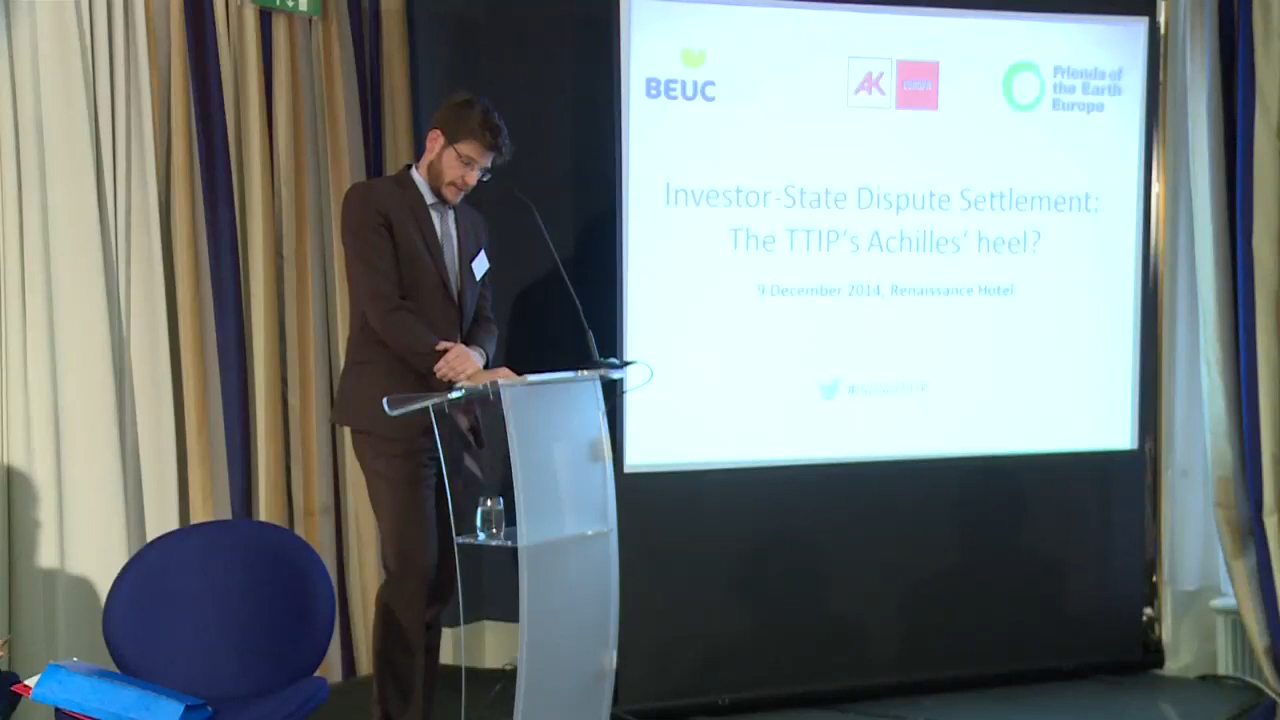 BEUC
AK
EUROPA
Friends of
the Earth
Europe
Investor-State Dispute Settlement:
The TTIP's Achilles' heel?
9 December 2014, Renaissance Hotel